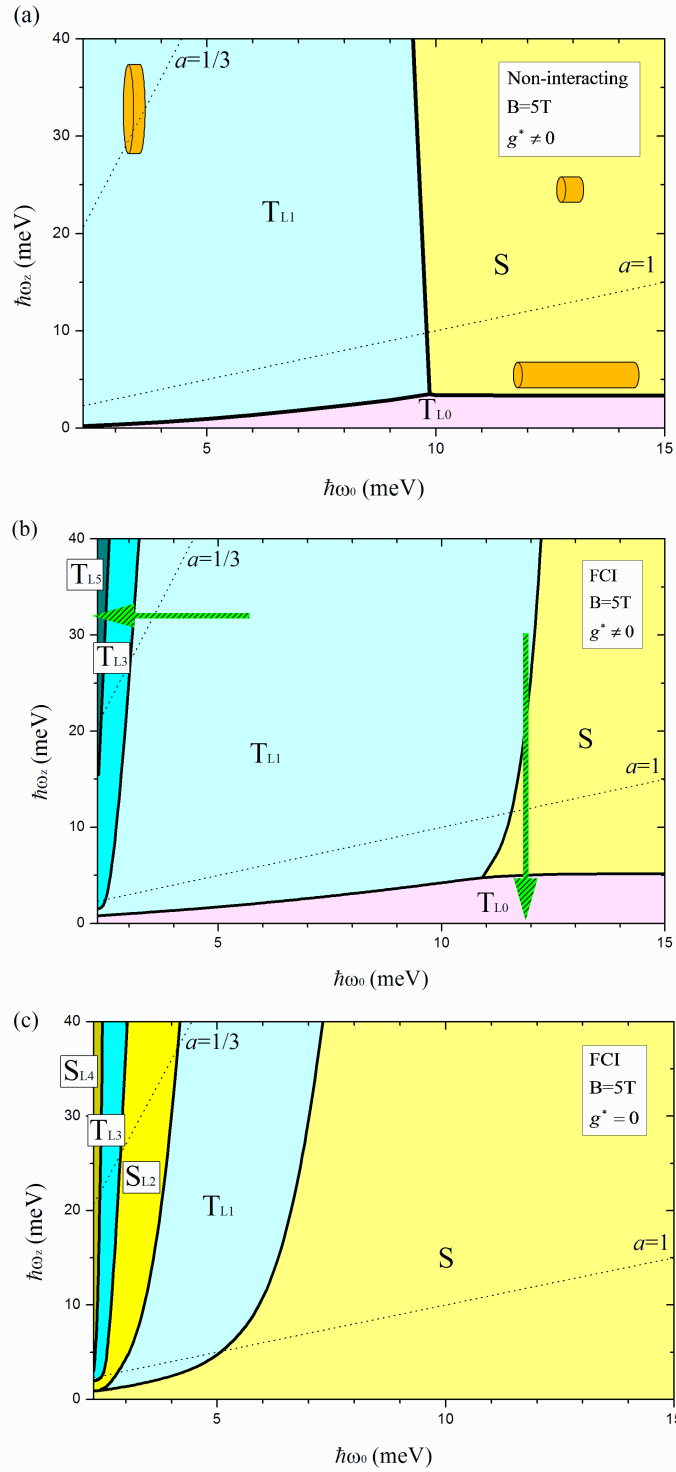 (a)
40
30
20
10
0
ħω_z (meV)
a=1/3
Non-interacting
B=5T
g* ≠ 0
T_L1
S
a=1
T_L0
5
10
15
ħω_0 (meV)
(b)
40
30
20
10
0
ħω_z (meV)
T_L5
a=1/3
FCI
B=5T
g* ≠ 0
T_L3
T_L1
S
a=1
T_L0
5
10
15
ħω_0 (meV)
(c)
40
30
20
10
0
ħω_z (meV)
a=1/3
FCI
B=5T
g* = 0
S_L4
T_L3
S_L2
T_L1
S
a=1
5
10
15
ħω_0 (meV)